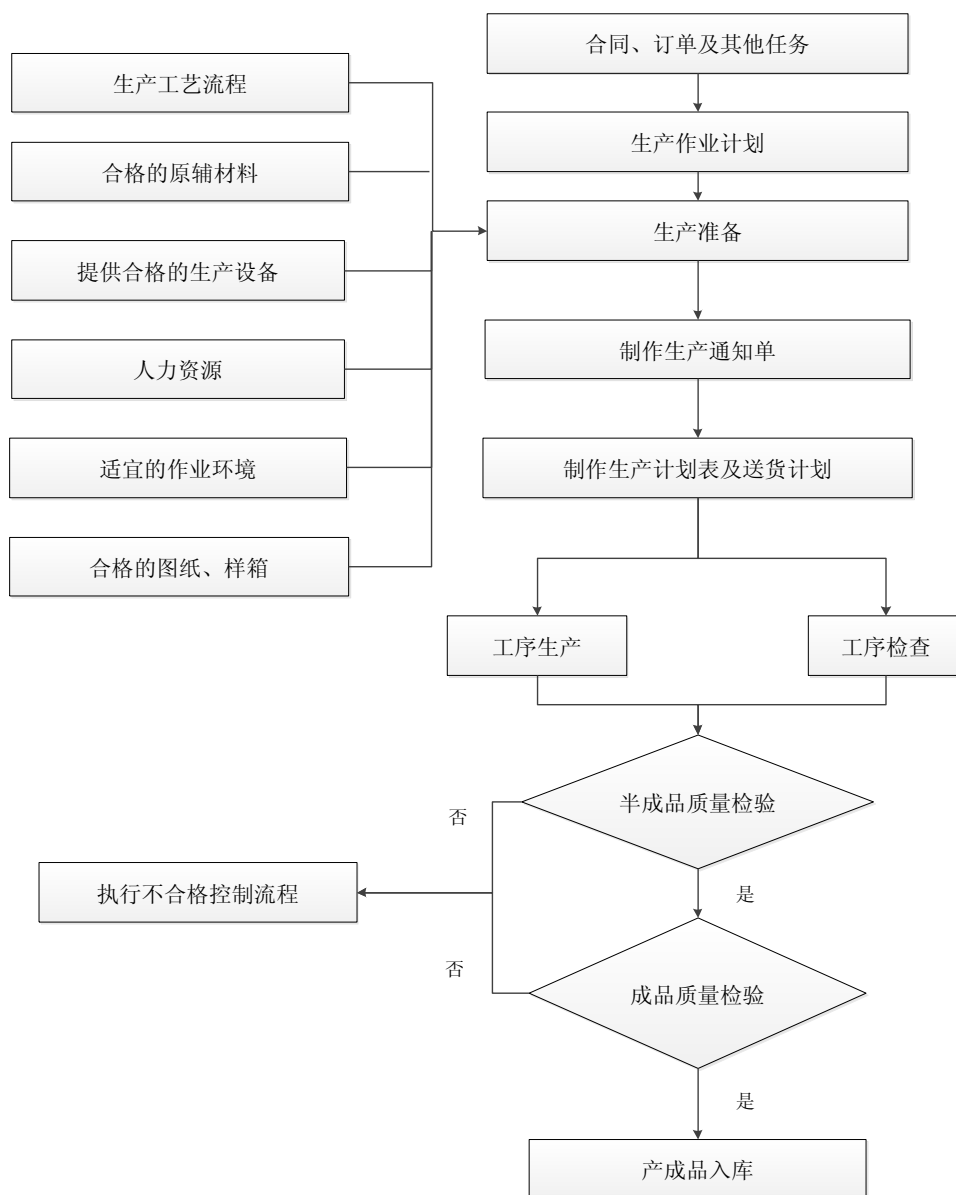 合同、订单及其他任务
生产工艺流程
生产作业计划
合格的原辅材料
生产准备
提供合格的生产设备
制作生产通知单
人力资源
适宜的作业环境
制作生产计划表及送货计划
合格的图纸、样箱
工序生产
工序检查
半成品质量检验
否
执行不合格控制流程
是
否
成品质量检验
是
产成品入库